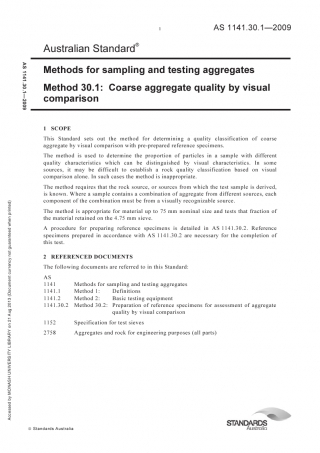 1
AS 1141.30.1—2009
Australian Standard®
Methods for sampling and testing aggregates
Method 30.1: Coarse aggregate quality by visual
comparison
1 SCOPE
This Standard sets out the method for determining a quality classification of coarse
aggregate by visual comparison with pre-prepared reference specimens.
The method is used to determine the proportion of particles in a sample with different
quality characteristics which can be distinguished by visual characteristics. In some
sources, it may be difficult to establish a rock quality classification based on visual
comparison alone. In such cases the method is inappropriate.
The method requires that the rock source, or sources from which the test sample is derived,
is known. Where a sample contains a combination of aggregate from different sources, each
component of the combination must be from a visually recognizable source.
The method is appropriate for material up to 75 mm nominal size and tests that fraction of
the material retained on the 4.75 mm sieve.
A procedure for preparing reference specimens is detailed in AS 1141.30.2. Reference
specimens prepared in accordance with AS 1141.30.2 are necessary for the completion of
this test.
2 REFERENCED DOCUMENTS
The following documents are referred to in this Standard:
AS
1141 Methods for sampling and testing aggregates
1141.1 Method 1: Definitions
1141.2 Method 2: Basic testing equipment
1141.30.2 Method 30.2: Preparation of reference specimens for assessment of aggregate
quality by visual comparison
1152 Specification for test sieves
2758 Aggregates and rock for engineering purposes (all parts)
AS 1141.30.1—2009
Accessed by MONASH UNIVERSITY LIBRARY on 21 Aug 2012 (Document currency not guaranteed when printed)
© Standards Australia
STANDARDS
Australia